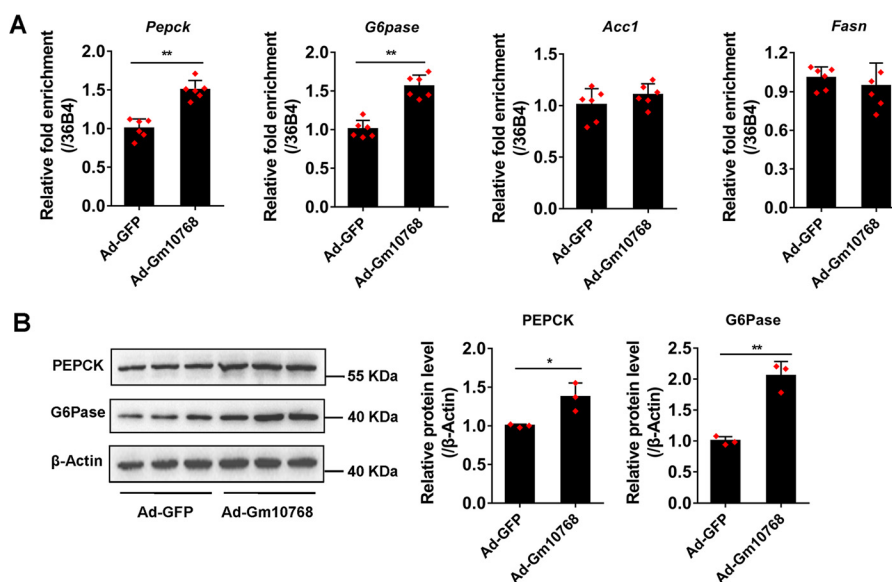 A
Pepck
Relative fold enrichment
(/36B4)
2.0
1.5
1.0
0.5
0.0
**
Ad-GFP
Ad-Gm10768
G6pase
Relative fold enrichment
(/36B4)
2.0
1.5
1.0
0.5
0.0
**
Ad-GFP
Ad-Gm10768
Acc1
Relative fold enrichment
(/36B4)
1.5
1.0
0.5
0.0
Ad-GFP
Ad-Gm10768
Fasn
Relative fold enrichment
(/36B4)
1.2
0.9
0.6
0.3
0.0
Ad-GFP
Ad-Gm10768
B
PEPCK
55 KDa
G6Pase
40 KDa
β-Actin
40 KDa
Ad-GFP
Ad-Gm10768
PEPCK
Relative protein level
(/β-Actin)
2.0
1.5
1.0
0.5
0.0
*
Ad-GFP
Ad-Gm10768
G6Pase
Relative protein level
(/β-Actin)
2.5
2.0
1.5
1.0
0.5
0.0
**
Ad-GFP
Ad-Gm10768